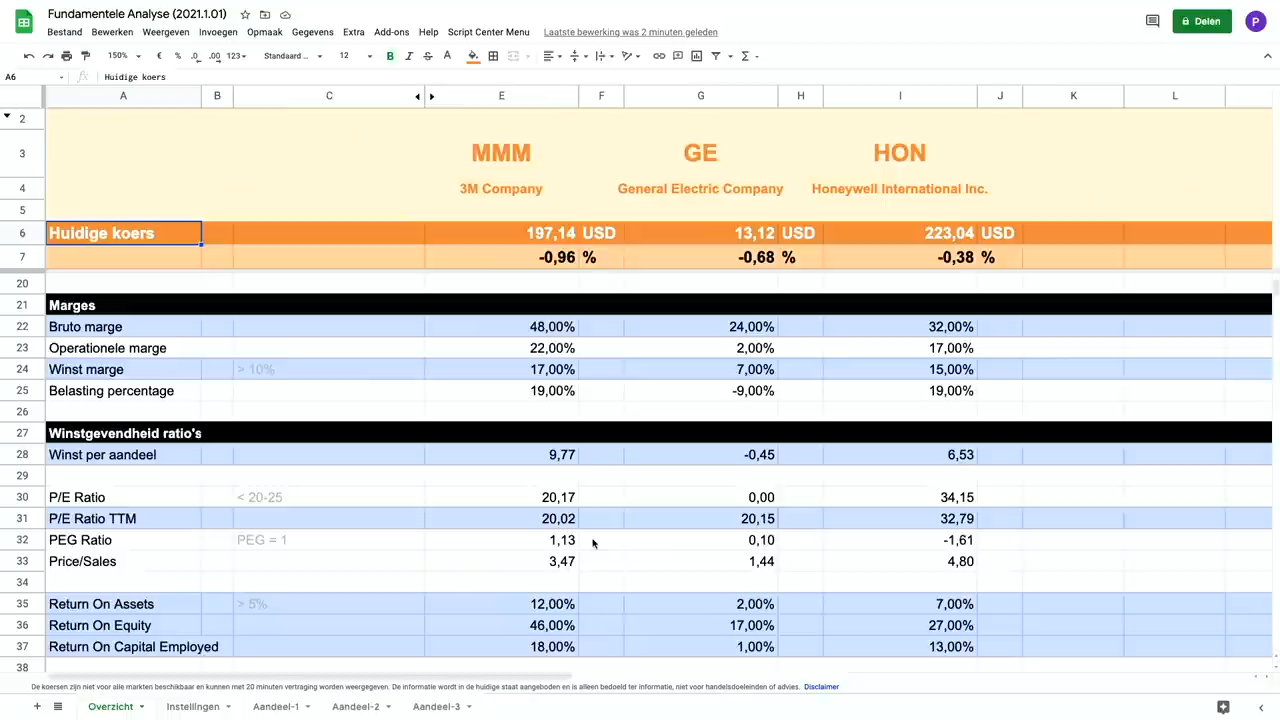 Fundamentele Analyse (2021.1.01)
Delen
P
Bestand Bewerken Weergeven Invoegen Opmaak Gegevens Extra Add-ons Help Script Center Menu Laatste bewerking was 2 minuten geleden
150% € % .0 .00 123 Standaard ... 12 B I S A
A6 fx Huidige koers
A B C E F G H I J K L
2
3 MMM GE HON
4 3M Company General Electric Company Honeywell International Inc.
5
6 Huidige koers 197,14 USD 13,12 USD 223,04 USD
7 -0,96 % -0,68 % -0,38 %
20
21 Marges
22 Bruto marge 48,00% 24,00% 32,00%
23 Operationele marge 22,00% 2,00% 17,00%
24 Winst marge > 10% 17,00% 7,00% 15,00%
25 Belasting percentage 19,00% -9,00% 19,00%
26
27 Winstgevendheid ratio's
28 Winst per aandeel 9,77 -0,45 6,53
29
30 P/E Ratio < 20-25 20,17 0,00 34,15
31 P/E Ratio TTM 20,02 20,15 32,79
32 PEG Ratio PEG = 1 1,13 0,10 -1,61
33 Price/Sales 3,47 1,44 4,80
34
35 Return On Assets > 5% 12,00% 2,00% 7,00%
36 Return On Equity 46,00% 17,00% 27,00%
37 Return On Capital Employed 18,00% 1,00% 13,00%
38
De koersen zijn niet voor alle markten beschikbaar en kunnen met 20 minuten vertraging worden weergegeven. De informatie wordt in de huidige staat aangeboden en is alleen bedoeld ter informatie, niet voor handelsdoeleinden of advies. Disclaimer
Overzicht Instellingen Aandeel-1 Aandeel-2 Aandeel-3